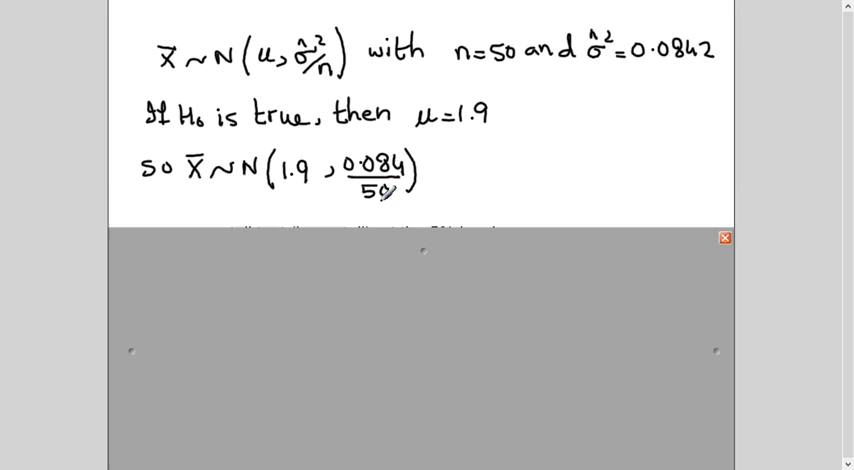 X̄ ~ N(μ, σ̂²/n) with n=50 and σ̂²=0.0842
If H₀ is true, then μ=1.9
so X̄ ~ N(1.9, 0.084/50)